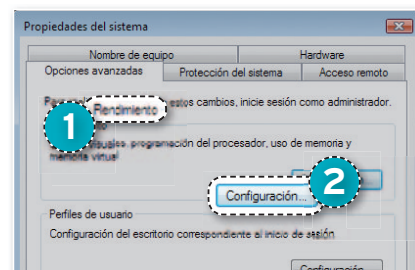 Propiedades del sistema
Nombre de equipo
Hardware
Opciones avanzadas
Protección del sistema
Acceso remoto
estos cambios, inicie sesión como administrador.
Rendimiento
1
visuales, programación del procesador, uso de
memoria y
memoria virtual
2
Configuración...
Perfiles de usuario
Configuración del escritorio correspondiente al inicio de sesión
Configuración